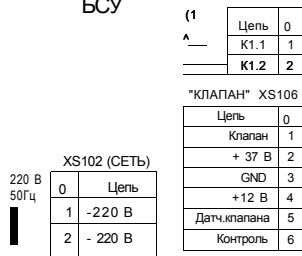 БСУ
(1
Цепь 0
К1.1 1
К1.2 2
"КЛАПАН" XS106
Цепь 0
Клапан 1
+ 37 В 2
GND 3
+12 В 4
Датч.клапана 5
Контроль 6
XS102 (СЕТЬ)
220 В
50Гц
0 Цепь
1 -220 В
2 - 220 В